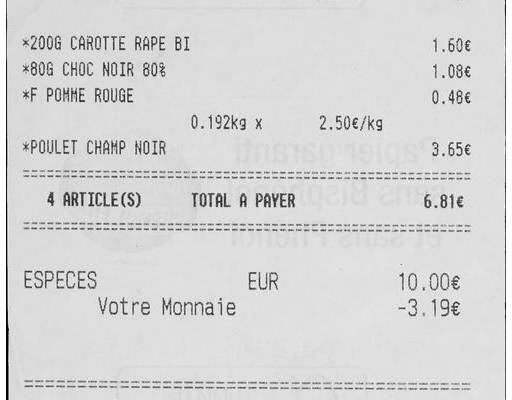 *200G CAROTTE RAPE BI 1.60€
*80G CHOC NOIR 80% 1.08€
*F POMME ROUGE 0.48€
0.192kg x 2.50€/kg
*POULET CHAMP NOIR 3.65€
4 ARTICLE(S) TOTAL A PAYER 6.81€
ESPECES EUR 10.00€
Votre Monnaie -3.19€
Papier garanti
sans Bisphénol
et sans Phénol